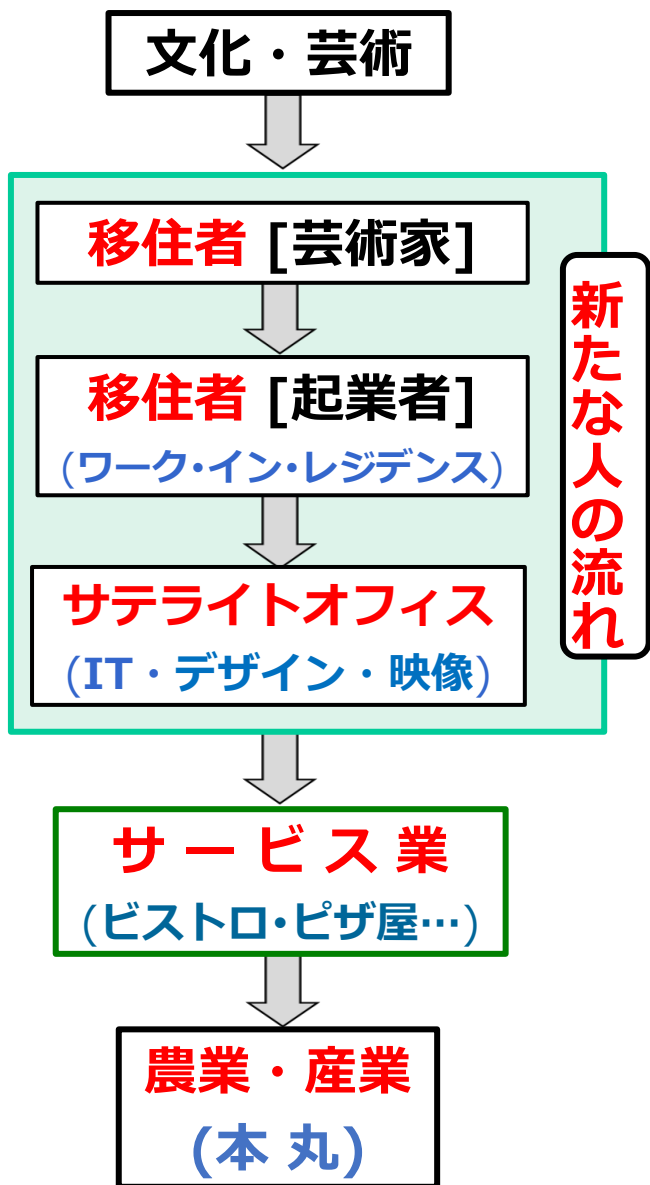 文化・芸術
移住者 [芸術家]
移住者 [起業者]
(ワーク・イン・レジデンス)
サテライトオフィス
(IT・デザイン・映像)
新たな人の流れ
サービス業
(ビストロ・ピザ屋…)
農業・産業
(本丸)